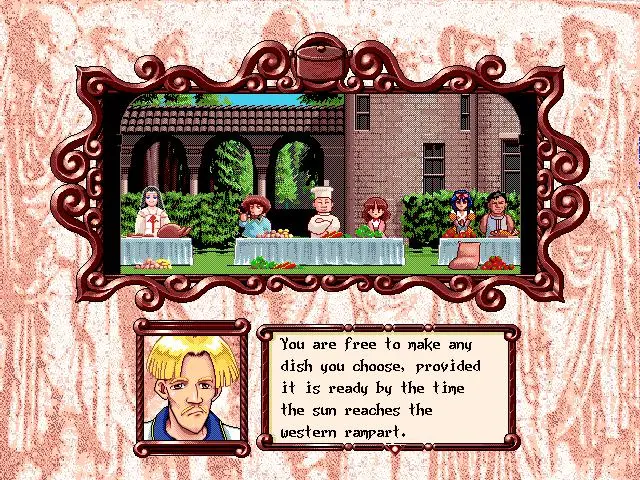 You are free to make any
dish you choose, provided
it is ready by the time
the sun reaches the
western rampart.